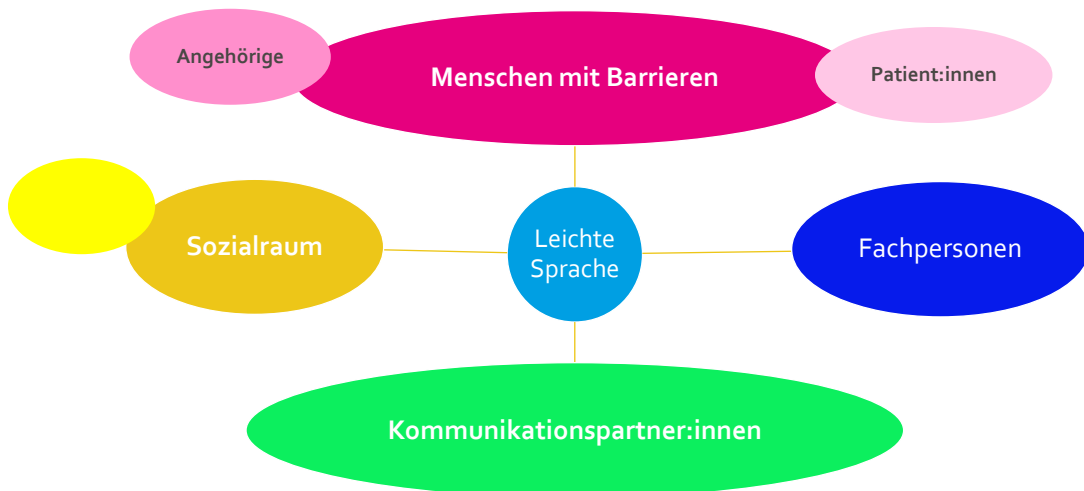 Angehörige
Menschen mit Barrieren
Patient:innen
Sozialraum
Leichte
Sprache
Fachpersonen
Kommunikationspartner:innen